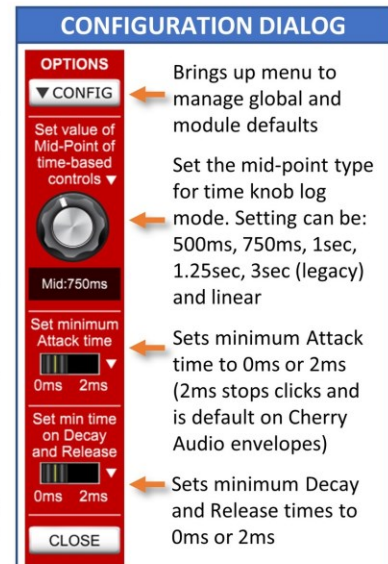 CONFIGURATION DIALOG
OPTIONS
▼ CONFIG
Set value of
Mid-Point of
time-based
controls ▼
Mid:750ms
Set minimum
Attack time
▼
0ms 2ms
Set min time
on Decay
and Release
▼
0ms 2ms
CLOSE
Brings up menu to
manage global and
module defaults
Set the mid-point type
for time knob log
mode. Setting can be:
500ms, 750ms, 1sec,
1.25sec, 3sec (legacy)
and linear
Sets minimum Attack
time to 0ms or 2ms
(2ms stops clicks and
is default on Cherry
Audio envelopes)
Sets minimum Decay
and Release times to
0ms or 2ms